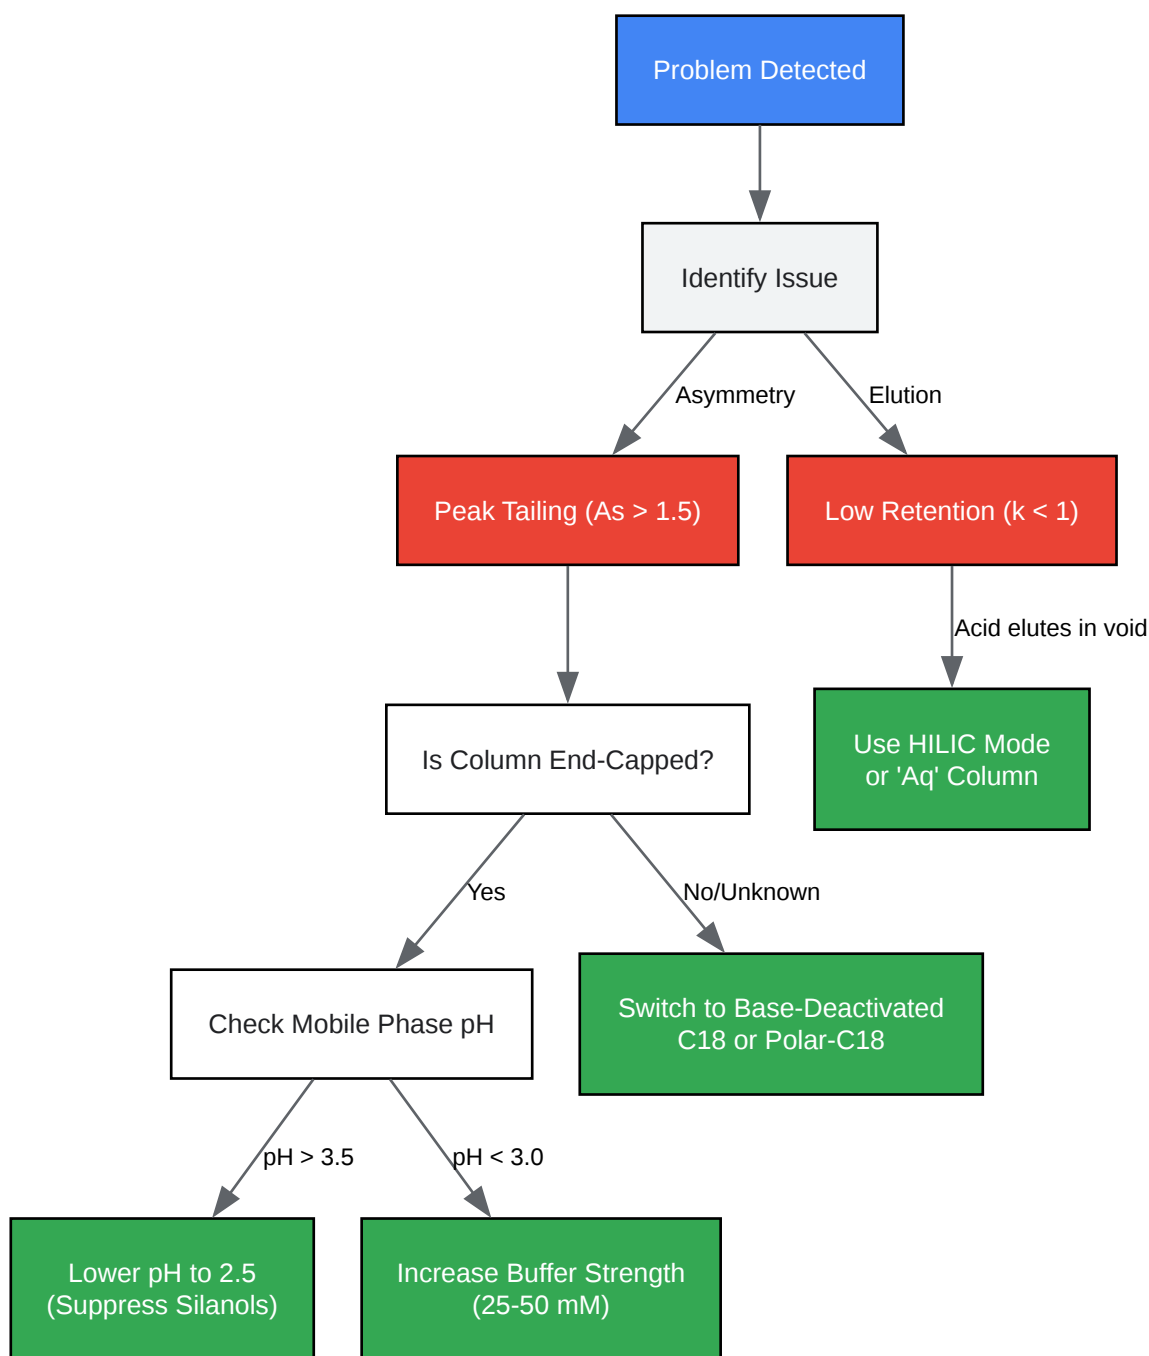 Problem Detected
Identify Issue
Asymmetry
Elution
Peak Tailing (As > 1.5)
Low Retention (k < 1)
Acid elutes in void
Is Column End-Capped?
Use HILIC Mode
or 'Aq' Column
Yes
No/Unknown
Check Mobile Phase pH
Switch to Base-Deactivated
C18 or Polar-C18
pH > 3.5
pH < 3.0
Lower pH to 2.5
(Suppress Silanols)
Increase Buffer Strength
(25-50 mM)